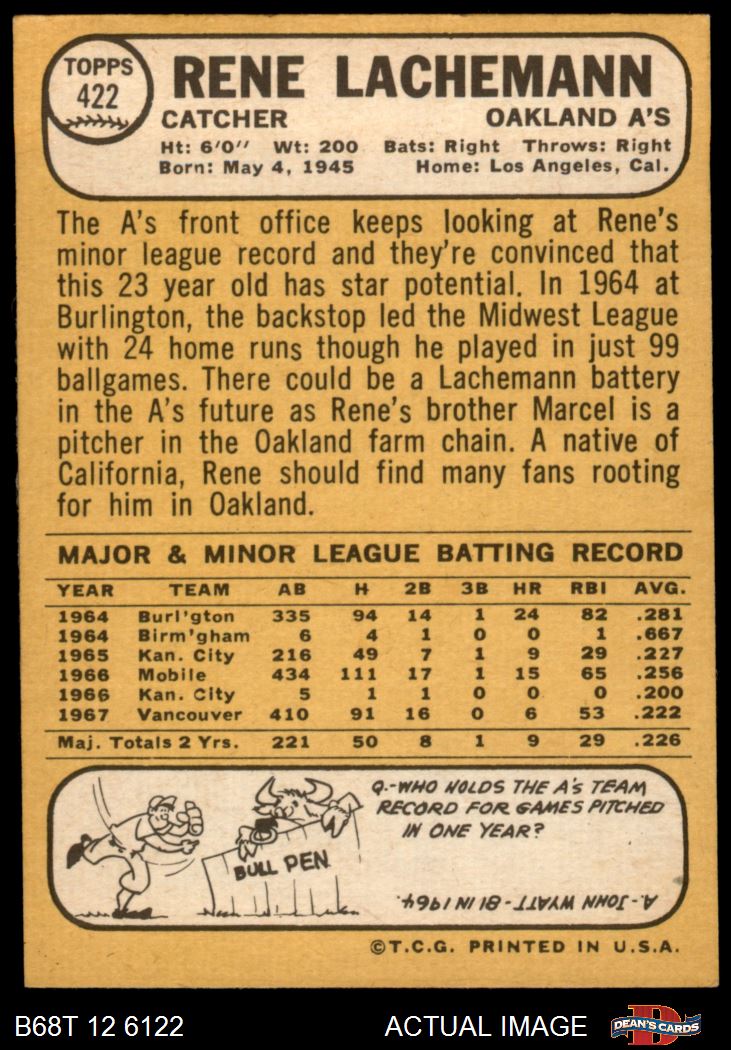 TOPPS
422
RENE LACHEMANN
CATCHER OAKLAND A'S
Ht: 6'0'' Wt: 200 Bats: Right Throws: Right
Born: May 4, 1945 Home: Los Angeles, Cal.
The A's front office keeps looking at Rene's
minor league record and they're convinced that
this 23 year old has star potential. In 1964 at
Burlington, the backstop led the Midwest League
with 24 home runs though he played in just 99
ballgames. There could be a Lachemann battery
in the A's future as Rene's brother Marcel is a
pitcher in the Oakland farm chain. A native of
California, Rene should find many fans rooting
for him in Oakland.
MAJOR & MINOR LEAGUE BATTING RECORD
YEAR TEAM AB H 2B 3B HR RBI AVG.
1964 Burl'gton 335 94 14 1 24 82 .281
1964 Birm'gham 6 4 1 0 0 1 .667
1965 Kan. City 216 49 7 1 9 29 .227
1966 Mobile 434 111 17 1 15 65 .256
1966 Kan. City 5 1 1 0 0 0 .200
1967 Vancouver 410 91 16 0 6 53 .222
Maj. Totals 2 Yrs. 221 50 8 1 9 29 .226
BULL PEN
Q.-WHO HOLDS THE A's TEAM
RECORD FOR GAMES PITCHED
IN ONE YEAR?
A.-JOHN WYATT-81 IN 1964.
©T.C.G. PRINTED IN U.S.A.
B68T 12 6122 ACTUAL IMAGE
D
DEAN'S CARDS